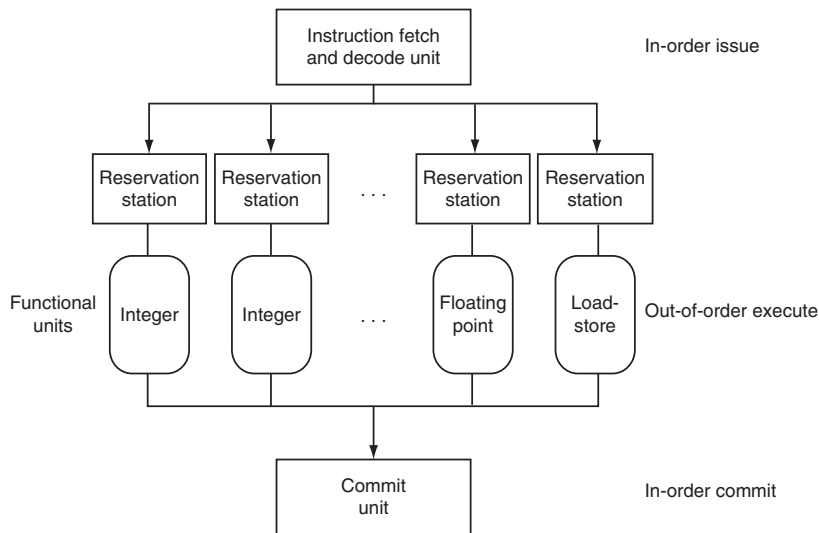 Instruction fetch
and decode unit
In-order issue
Reservation
station
Reservation
station
. . .
Reservation
station
Reservation
station
Functional
units
Integer
Integer
. . .
Floating
point
Load-
store
Out-of-order execute
Commit
unit
In-order commit